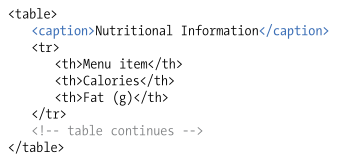 <table>
<caption>Nutritional Information</caption>
<tr>
<th>Menu item</th>
<th>Calories</th>
<th>Fat (g)</th>
</tr>
<!-- table continues -->
</table>